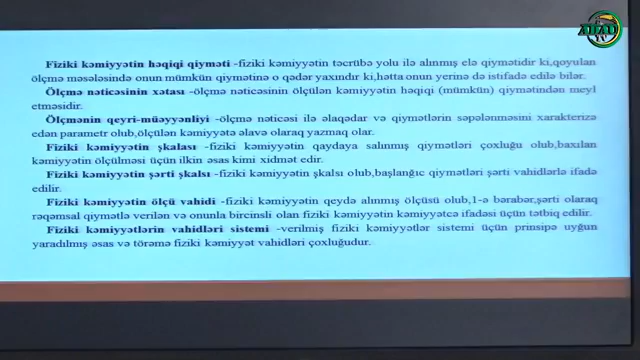 ADAU
Fiziki kəmiyyətin həqiqi qiyməti -fiziki kəmiyyətin təcrübə yolu ilə alınmış elə qiymətidir ki,qoyulan
ölçmə məsələsində onun mümkün qiymətinə o qədər yaxındır ki,hətta onun yerinə də istifadə edilə bilər.
Ölçmə nəticəsinin xətası -ölçmə nəticəsinin ölçülən kəmiyyətin həqiqi (mümkün) qiymətindən meyl
etməsidir.
Ölçmənin qeyri-müəyyənliyi -ölçmə nəticəsi ilə əlaqədar və qiymətlərin səpələnməsini xarakterizə
edən parametr olub,ölçülən kəmiyyətə əlavə olaraq yazmaq olar.
Fiziki kəmiyyətin şkalası -fiziki kəmiyyətin qaydaya salınmış qiymətləri çoxluğu olub,baxılan
kəmiyyətin ölçülməsi üçün ilkin əsas kimi xidmət edir.
Fiziki kəmiyyətin şərti şkalsı -fiziki kəmiyyətin şkalsı olub,başlanğıc qiymətləri şərti vahidlərlə ifadə
edilir.
Fiziki kəmiyyətin ölçü vahidi -fiziki kəmiyyətin qeydə alınmış ölçüsü olub,1-ə bərabər,şərti olaraq
rəqəmsal qiymətlə verilən və onunla bircinsli olan fiziki kəmiyyətin kəmiyyətcə ifadəsi üçün tətbiq edilir.
Fiziki kəmiyyətlərin vahidləri sistemi -verilmiş fiziki kəmiyyətlər sistemi üçün prinsipə uyğun
yaradılmış əsas və törəmə fiziki kəmiyyət vahidləri çoxluğudur.